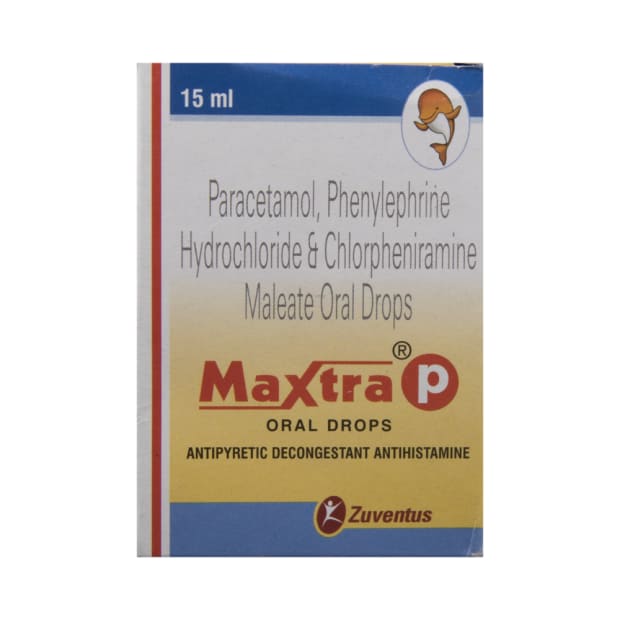 15 ml
Paracetamol, Phenylephrine
Hydrochloride & Chlorpheniramine
Maleate Oral Drops
Maxtra® P
ORAL DROPS
ANTIPYRETIC DECONGESTANT ANTIHISTAMINE
Zuventus